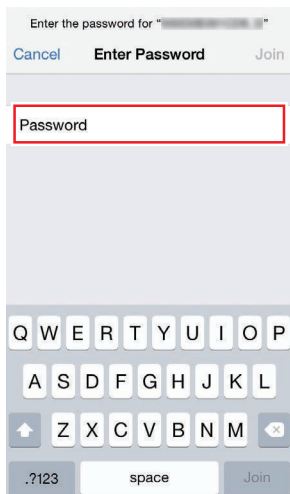 Enter the password for " "
Cancel Enter Password Join
Password
Q W E R T Y U I O P
A S D F G H J K L
Z X C V B N M
.?123 space Join